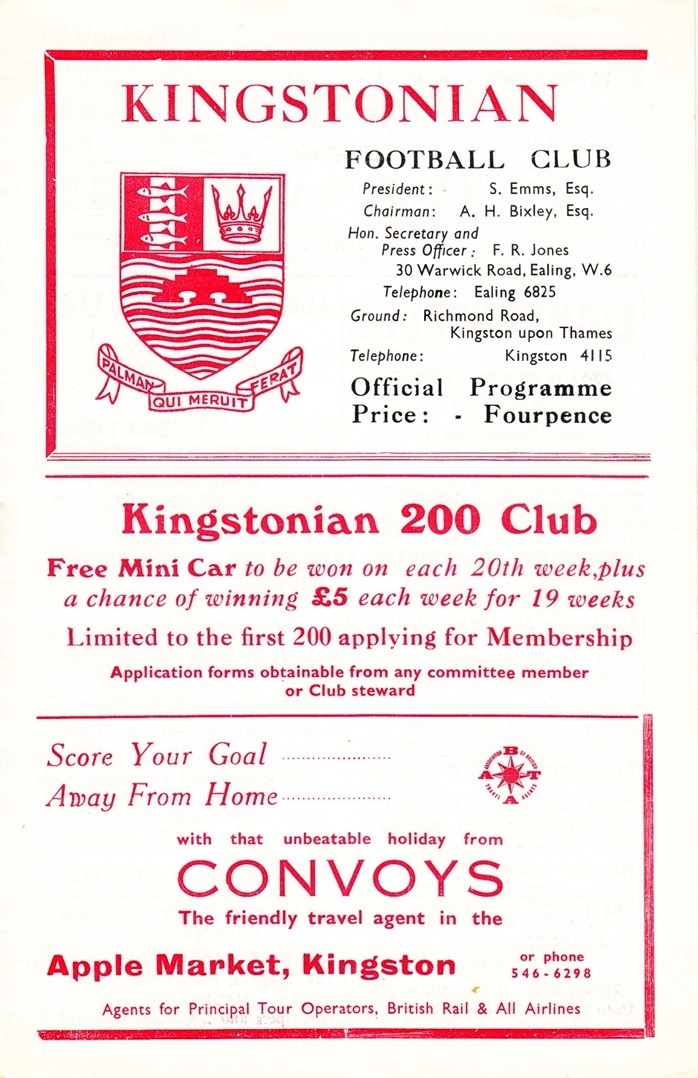 KINGSTONIAN
FOOTBALL CLUB
President: S. Emms, Esq.
Chairman: A. H. Bixley, Esq.
Hon. Secretary and
Press Officer: F. R. Jones
30 Warwick Road, Ealing, W.6
Telephone: Ealing 6825
Ground: Richmond Road,
Kingston upon Thames
Telephone: Kingston 4115
Official Programme
Price: - Fourpence
PALMAN QUI MERUIT FERAT
Kingstonian 200 Club
Free Mini Car to be won on each 20th week, plus
a chance of winning £5 each week for 19 weeks
Limited to the first 200 applying for Membership
Application forms obtainable from any committee member
or Club steward
Score Your Goal ....................
Away From Home ....................
ABTA
ASSOCIATION OF BRITISH TRAVEL AGENTS
with that unbeatable holiday from
CONVOYS
The friendly travel agent in the
Apple Market, Kingston
or phone
546-6298
Agents for Principal Tour Operators, British Rail & All Airlines